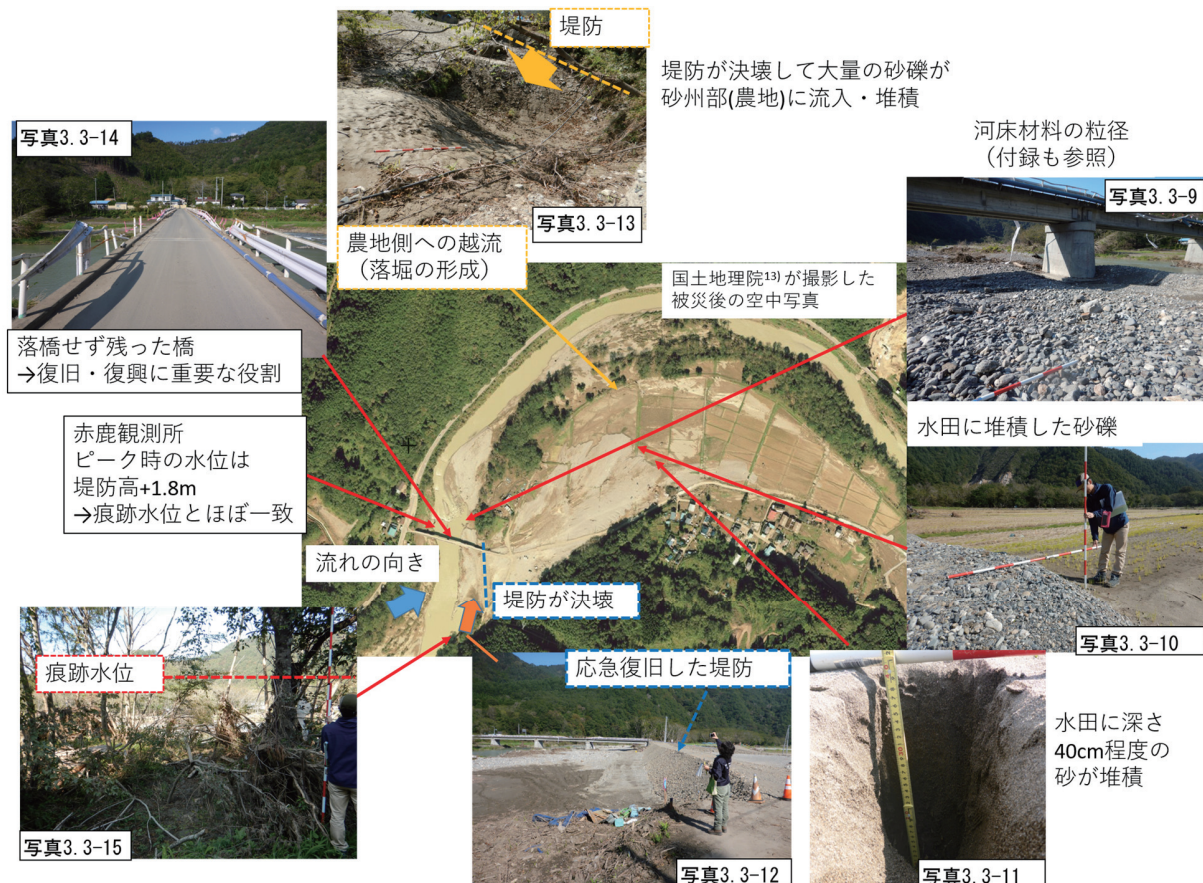 堤防
堤防が決壊して大量の砂礫が
砂州部(農地)に流入・堆積
写真3.3-13
写真3.3-14
河床材料の粒径
（付録も参照）
写真3.3-9
農地側への越流
（落堀の形成）
国土地理院13)が撮影した
被災後の空中写真
落橋せず残った橋
→復旧・復興に重要な役割
水田に堆積した砂礫
赤鹿観測所
ピーク時の水位は
堤防高+1.8m
→痕跡水位とほぼ一致
流れの向き
堤防が決壊
写真3.3-10
痕跡水位
写真3.3-15
応急復旧した堤防
写真3.3-12
水田に深さ
40cm程度の
砂が堆積
写真3.3-11